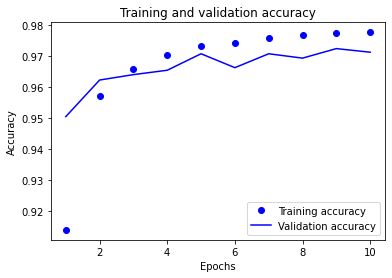 Training and validation accuracy
0.98
0.97
0.96
0.95
0.94
0.93
0.92
Accuracy
Training accuracy
Validation accuracy
2
4
6
8
10
Epochs